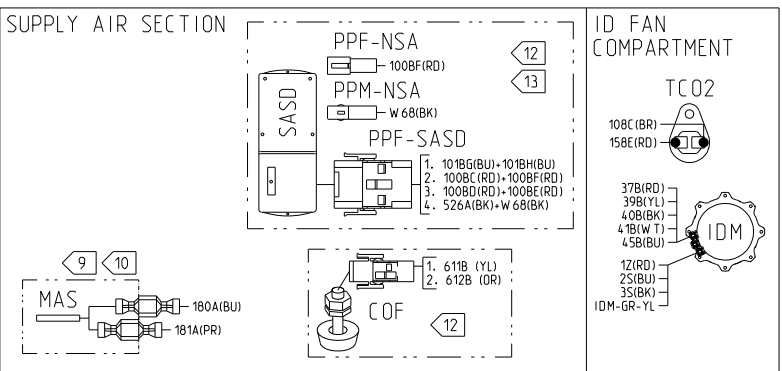 SUPPLY AIR SECTION
PPF-NSA
100BF(RD)
12
13
PPM-NSA
W68(BK)
SASD
PPF-SASD
1. 101BG(BU)+101BH(BU)
2. 100BC(RD)+100BF(RD)
3. 100BD(RD)+100BE(RD)
4. 526A(BK)+W68(BK)
9
10
MAS
180A(BU)
181A(PR)
1. 611B (YL)
2. 612B (OR)
COF
12
ID FAN
COMPARTMENT
TC02
108C(BR)
158E(RD)
37B(RD)
39B(YL)
40B(BK)
41B(WT)
45B(BU)
IDM
1Z(RD)
2S(BU)
3S(BK)
IDM-GR-YL